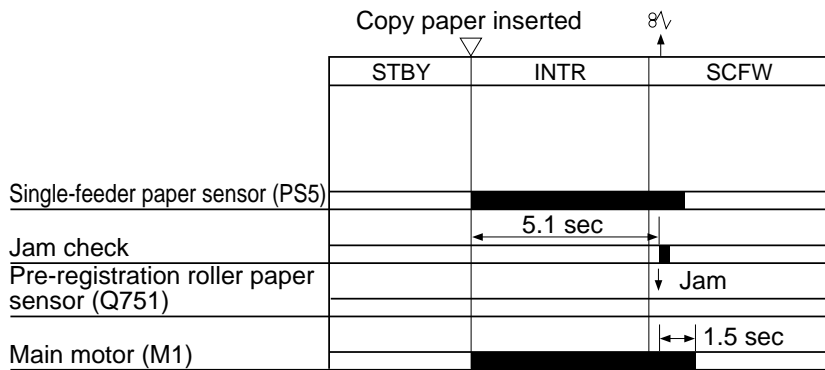 Copy paper inserted
STBY
INTR
SCFW
Single-feeder paper sensor (PS5)
5.1 sec
Jam check
Jam
Pre-registration roller paper
sensor (Q751)
1.5 sec
Main motor (M1)